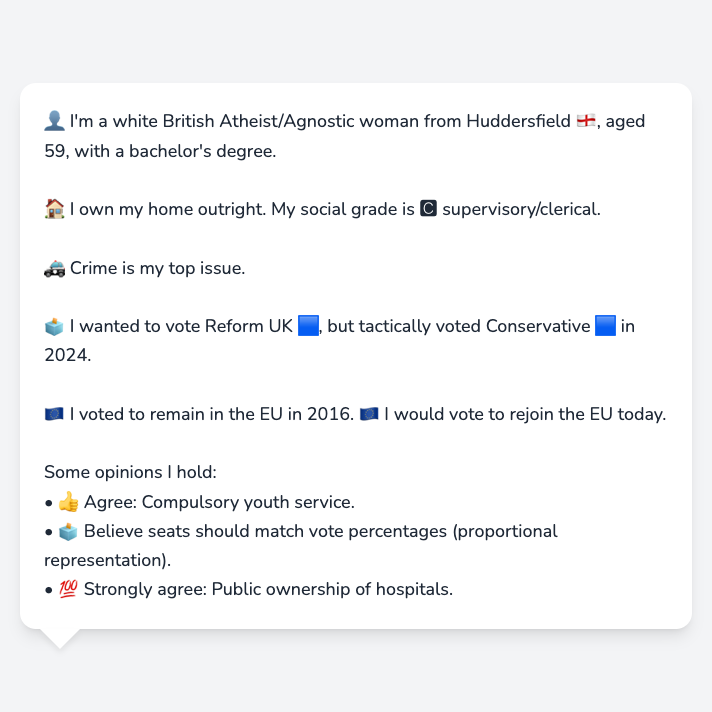 👤 I'm a white British Atheist/Agnostic woman from Huddersfield 🏴󠁧󠁢󠁥󠁮󠁧󠁿, aged
59, with a bachelor's degree.
🏠 I own my home outright. My social grade is 🅲 supervisory/clerical.
🚓 Crime is my top issue.
🗳️ I wanted to vote Reform UK 🟦, but tactically voted Conservative 🟦 in
2024.
🇪🇺 I voted to remain in the EU in 2016. 🇪🇺 I would vote to rejoin the EU today.
Some opinions I hold:
• 👍 Agree: Compulsory youth service.
• 🗳️ Believe seats should match vote percentages (proportional
representation).
• 💯 Strongly agree: Public ownership of hospitals.